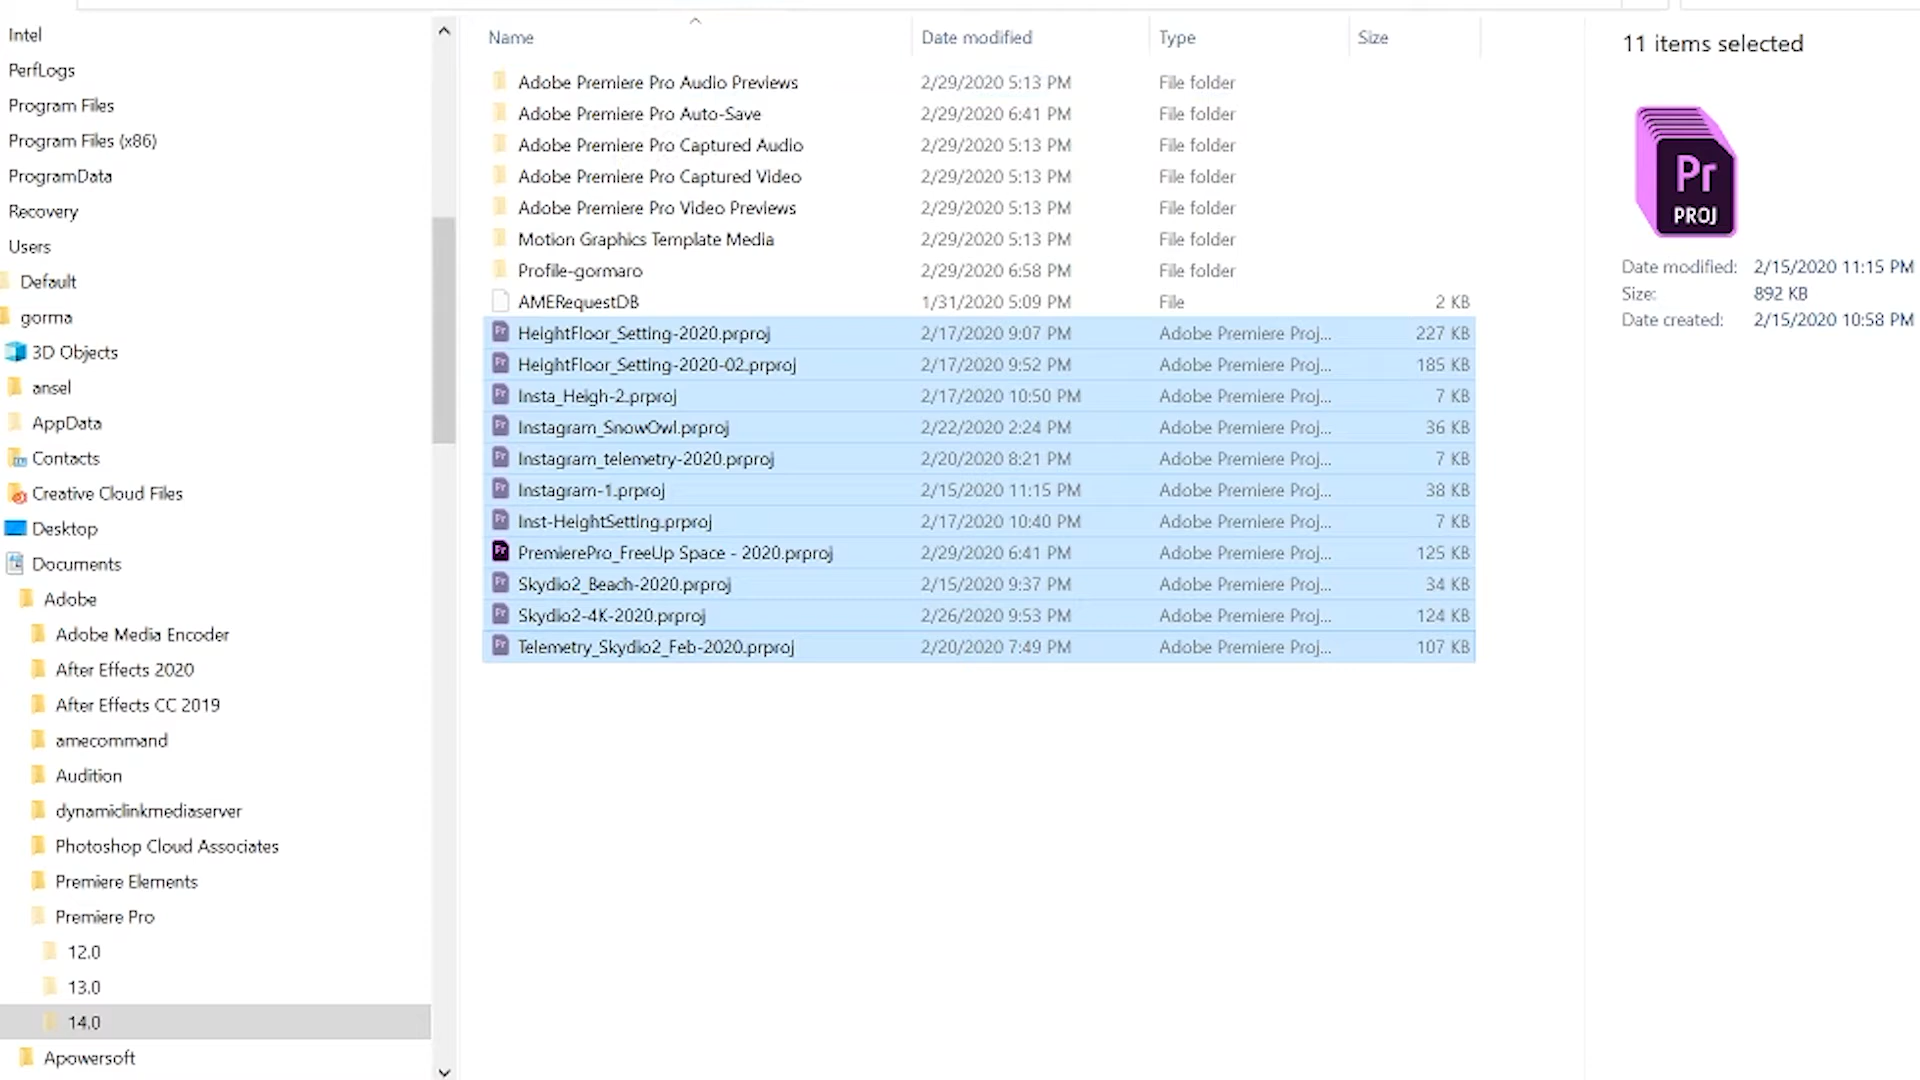 Intel
PerfLogs
Program Files
Program Files (x86)
ProgramData
Recovery
Users
Default
gorma
3D Objects
ansel
AppData
Contacts
Creative Cloud Files
Desktop
Documents
Adobe
Adobe Media Encoder
After Effects 2020
After Effects CC 2019
amecommand
Audition
dynamiclinkmediaserver
Photoshop Cloud Associates
Premiere Elements
Premiere Pro
12.0
13.0
14.0
Apowersoft
Name Date modified Type Size
Adobe Premiere Pro Audio Previews 2/29/2020 5:13 PM File folder
Adobe Premiere Pro Auto-Save 2/29/2020 6:41 PM File folder
Adobe Premiere Pro Captured Audio 2/29/2020 5:13 PM File folder
Adobe Premiere Pro Captured Video 2/29/2020 5:13 PM File folder
Adobe Premiere Pro Video Previews 2/29/2020 5:13 PM File folder
Motion Graphics Template Media 2/29/2020 5:13 PM File folder
Profile-gormaro 2/29/2020 6:58 PM File folder
AMERequestDB 1/31/2020 5:09 PM File 2 KB
HeightFloor_Setting-2020.prproj 2/17/2020 9:07 PM Adobe Premiere Proj... 227 KB
HeightFloor_Setting-2020-02.prproj 2/17/2020 9:52 PM Adobe Premiere Proj... 185 KB
Insta_Heigh-2.prproj 2/17/2020 10:50 PM Adobe Premiere Proj... 7 KB
Instagram_SnowOwl.prproj 2/22/2020 2:24 PM Adobe Premiere Proj... 36 KB
Instagram_telemetry-2020.prproj 2/20/2020 8:21 PM Adobe Premiere Proj... 7 KB
Instagram-1.prproj 2/15/2020 11:15 PM Adobe Premiere Proj... 38 KB
Inst-HeightSetting.prproj 2/17/2020 10:40 PM Adobe Premiere Proj... 7 KB
PremierePro_FreeUp Space - 2020.prproj 2/29/2020 6:41 PM Adobe Premiere Proj... 125 KB
Skydio2_Beach-2020.prproj 2/15/2020 9:37 PM Adobe Premiere Proj... 34 KB
Skydio2-4K-2020.prproj 2/26/2020 9:53 PM Adobe Premiere Proj... 124 KB
Telemetry_Skydio2_Feb-2020.prproj 2/20/2020 7:49 PM Adobe Premiere Proj... 107 KB
11 items selected
Pr
PROJ
Date modified: 2/15/2020 11:15 PM
Size: 892 KB
Date created: 2/15/2020 10:58 PM